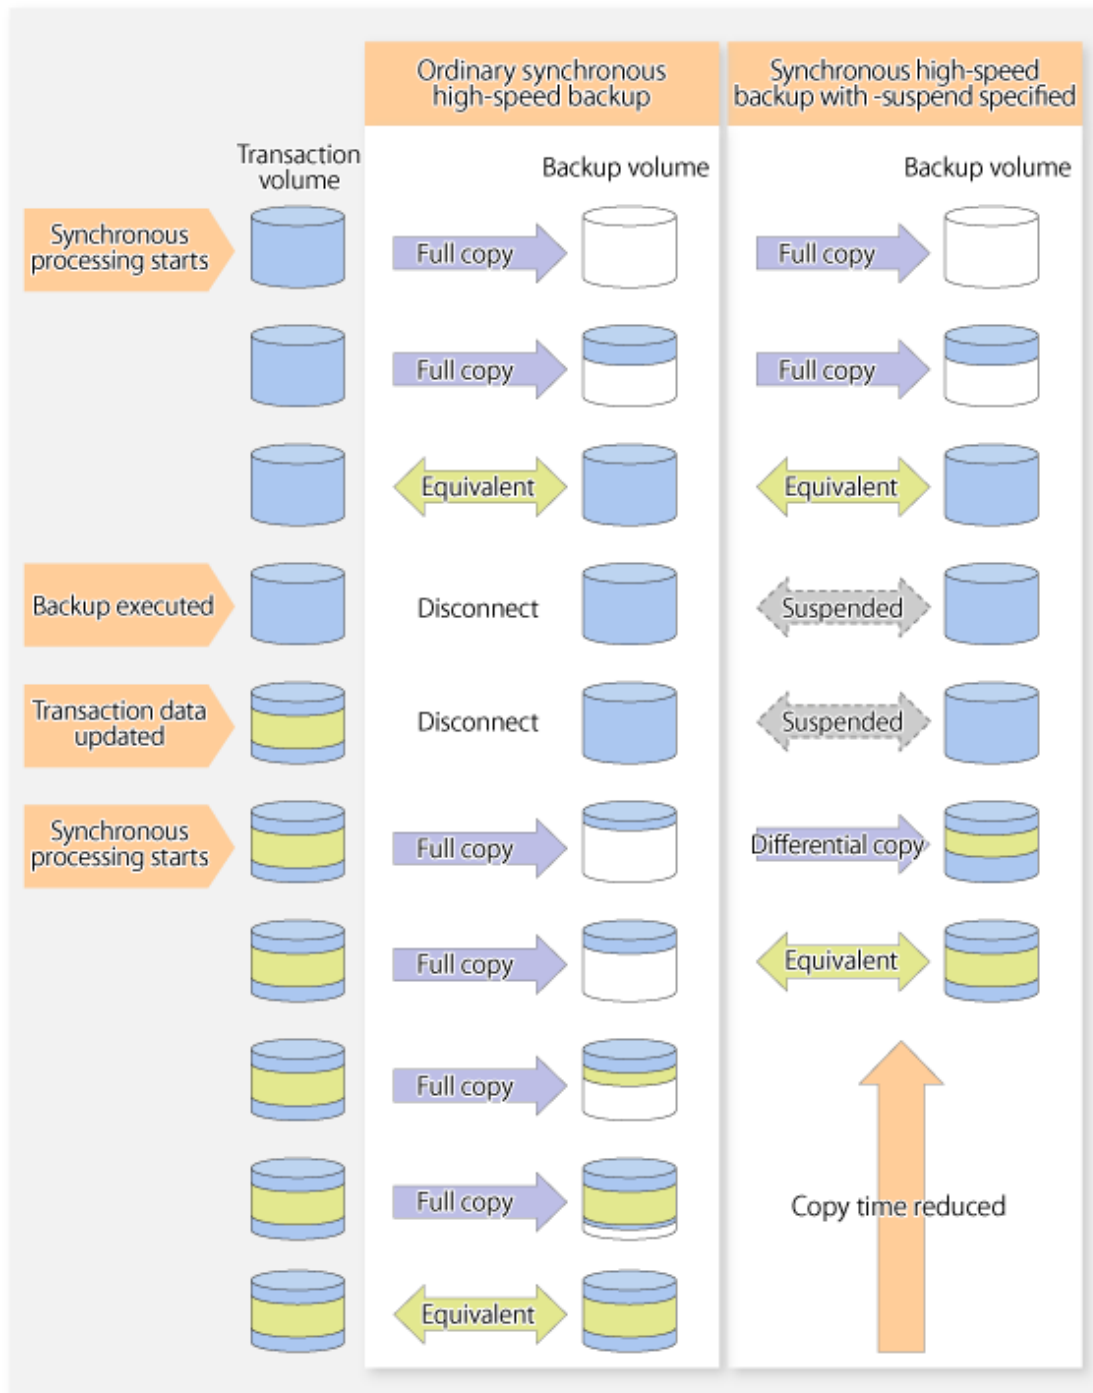 Ordinary synchronous
high-speed backup
Synchronous high-speed
backup with -suspend specified
Transaction
volume
Backup volume
Backup volume
Synchronous
processing starts
Full copy
Full copy
Full copy
Full copy
Equivalent
Equivalent
Backup executed
Disconnect
Suspended
Transaction data
updated
Disconnect
Suspended
Synchronous
processing starts
Full copy
Differential copy
Full copy
Equivalent
Full copy
Full copy
Copy time reduced
Equivalent